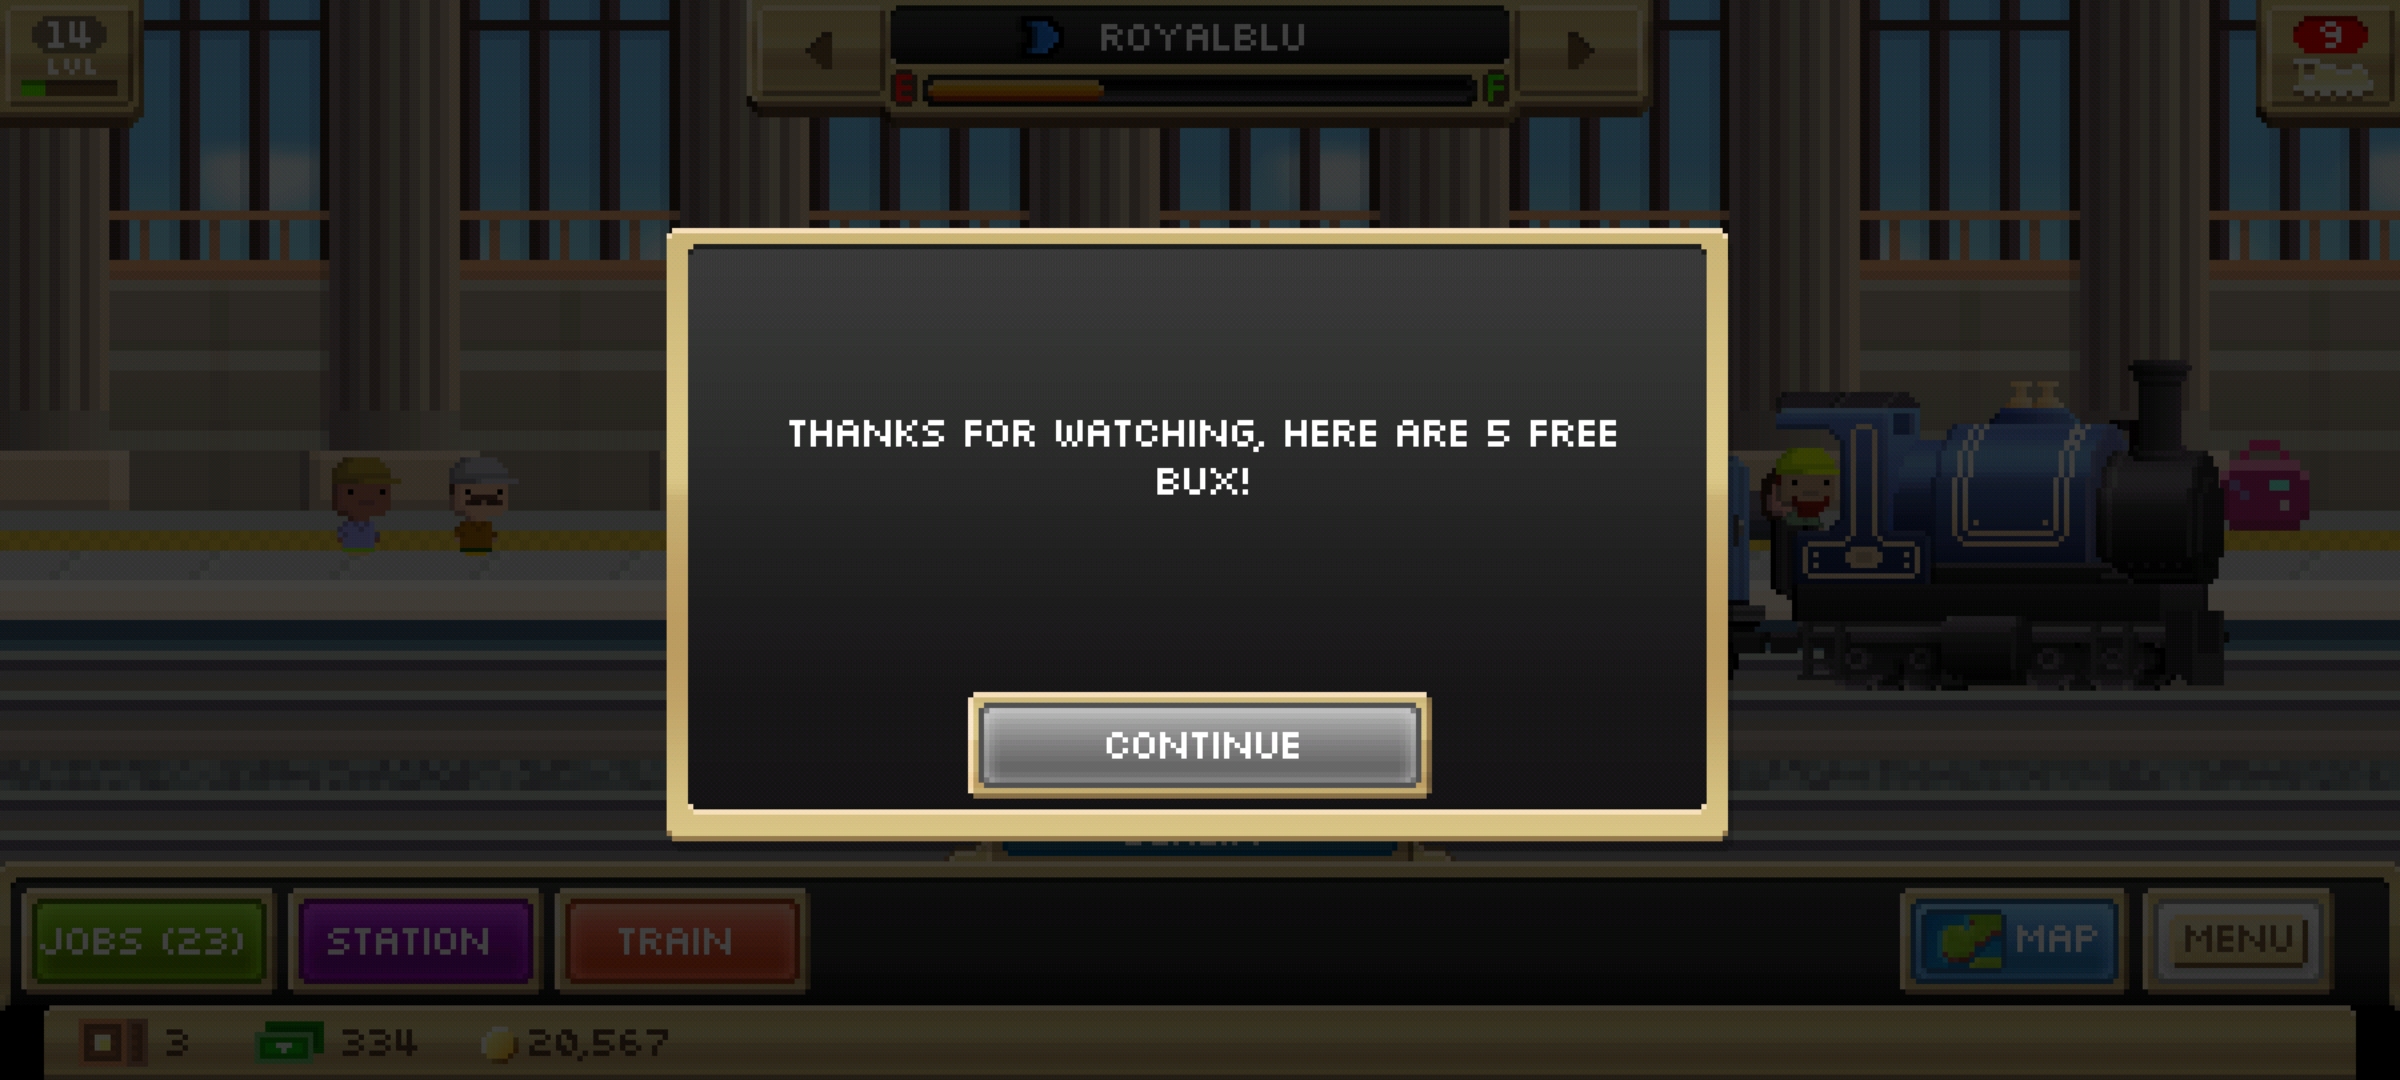 14
LVL
ROYALBLU
E
F
9
THANKS FOR WATCHING, HERE ARE 5 FREE
BUX!
CONTINUE
JOBS (23)
STATION
TRAIN
MAP
MENU
3
334
20,567